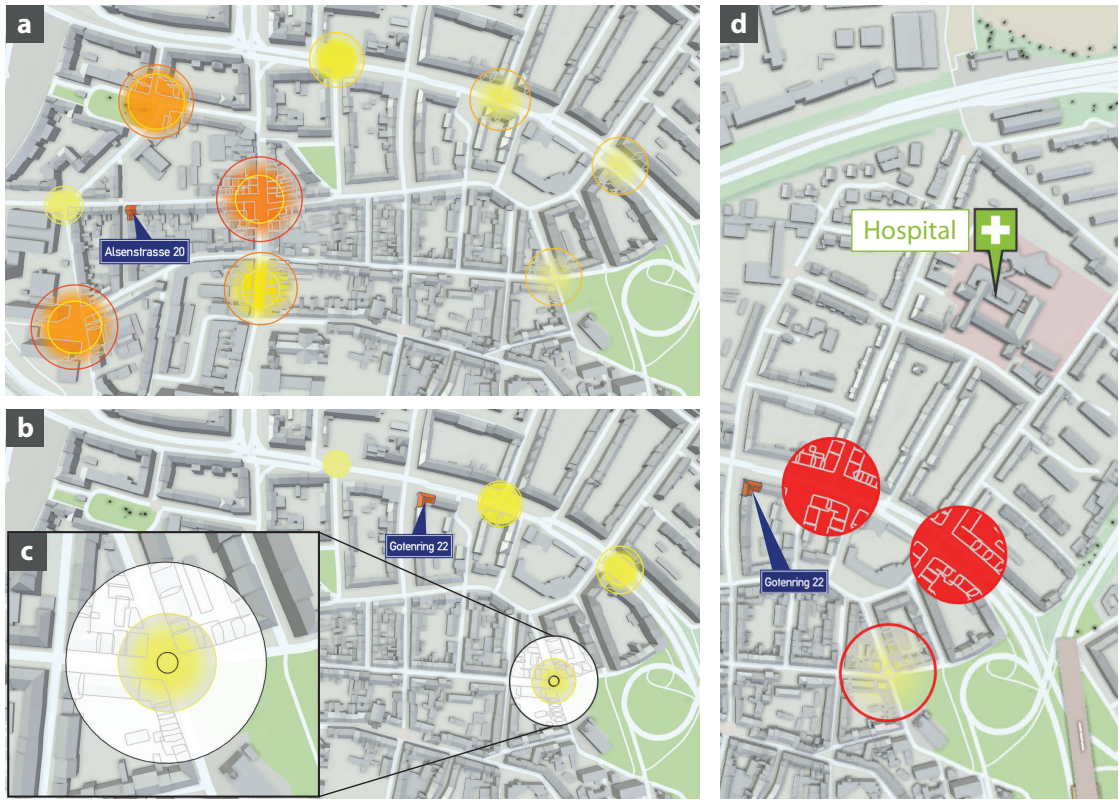 a
Alsenstrasse 20
b
Gotenring 22
c
d
Hospital
Gotenring 22